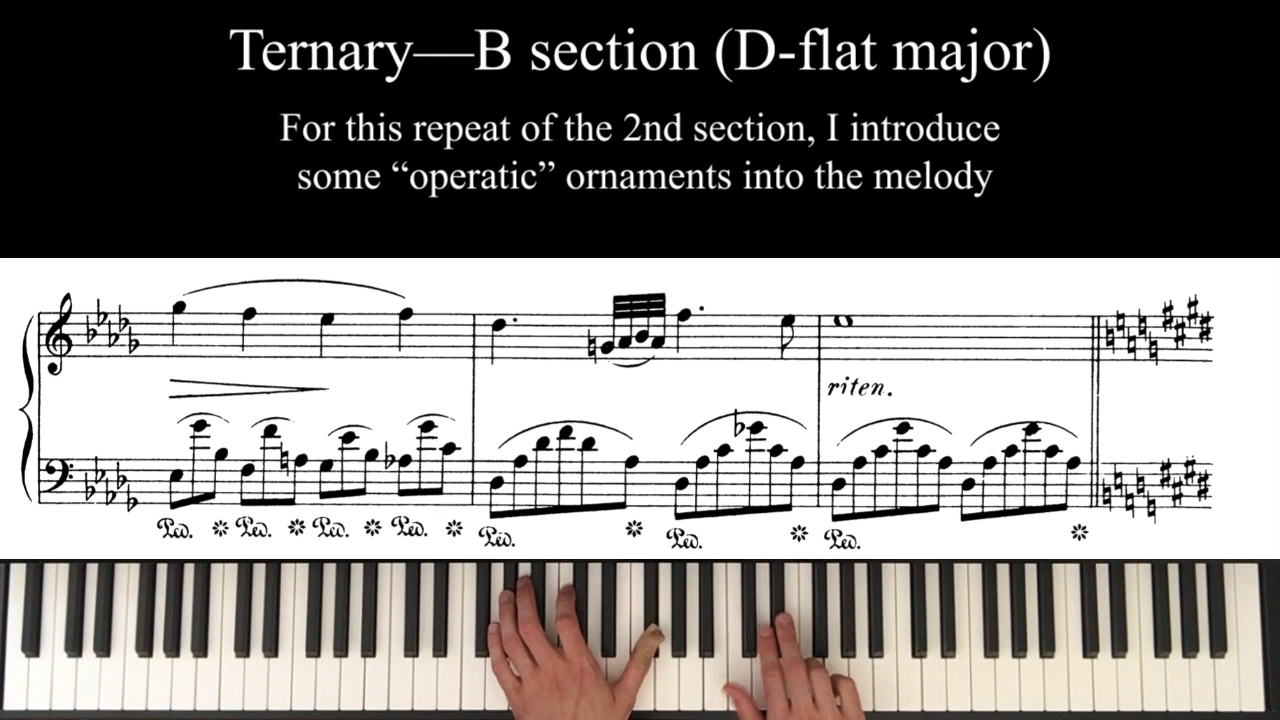 Ternary—B section (D-flat major)
For this repeat of the 2nd section, I introduce
some “operatic” ornaments into the melody
riten.
Ped. Ped. Ped. Ped. Ped. Ped. Ped.